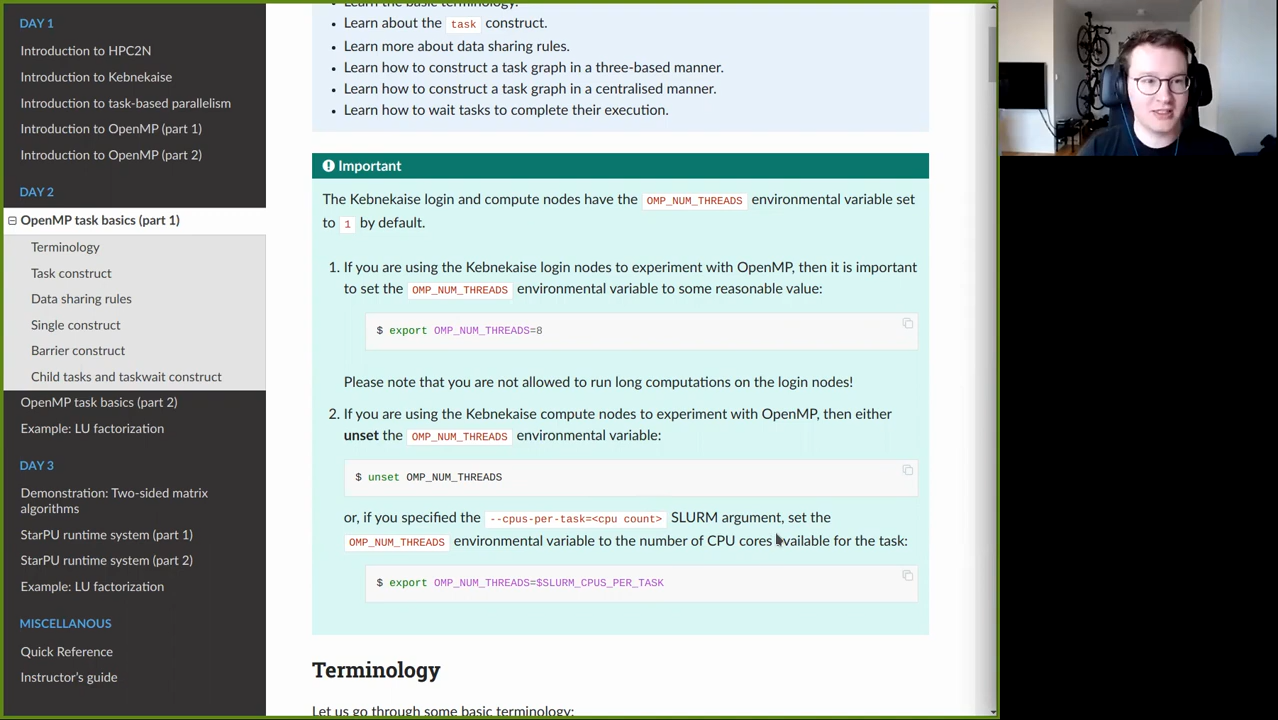 DAY 1
Introduction to HPC2N
Introduction to Kebnekaise
Introduction to task-based parallelism
Introduction to OpenMP (part 1)
Introduction to OpenMP (part 2)
DAY 2
OpenMP task basics (part 1)
Terminology
Task construct
Data sharing rules
Single construct
Barrier construct
Child tasks and taskwait construct
OpenMP task basics (part 2)
Example: LU factorization
DAY 3
Demonstration: Two-sided matrix
algorithms
StarPU runtime system (part 1)
StarPU runtime system (part 2)
Example: LU factorization
MISCELLANOUS
Quick Reference
Instructor's guide
Learn the basic terminology.
Learn about the task construct.
Learn more about data sharing rules.
Learn how to construct a task graph in a three-based manner.
Learn how to construct a task graph in a centralised manner.
Learn how to wait tasks to complete their execution.
Important
The Kebnekaise login and compute nodes have the OMP_NUM_THREADS environmental variable set
to 1 by default.
1. If you are using the Kebnekaise login nodes to experiment with OpenMP, then it is important
to set the OMP_NUM_THREADS environmental variable to some reasonable value:
$ export OMP_NUM_THREADS=8
Please note that you are not allowed to run long computations on the login nodes!
2. If you are using the Kebnekaise compute nodes to experiment with OpenMP, then either
unset the OMP_NUM_THREADS environmental variable:
$ unset OMP_NUM_THREADS
or, if you specified the --cpus-per-task=<cpu count> SLURM argument, set the
OMP_NUM_THREADS environmental variable to the number of CPU cores available for the task:
$ export OMP_NUM_THREADS=$SLURM_CPUS_PER_TASK
Terminology
Let us go through some basic terminology: